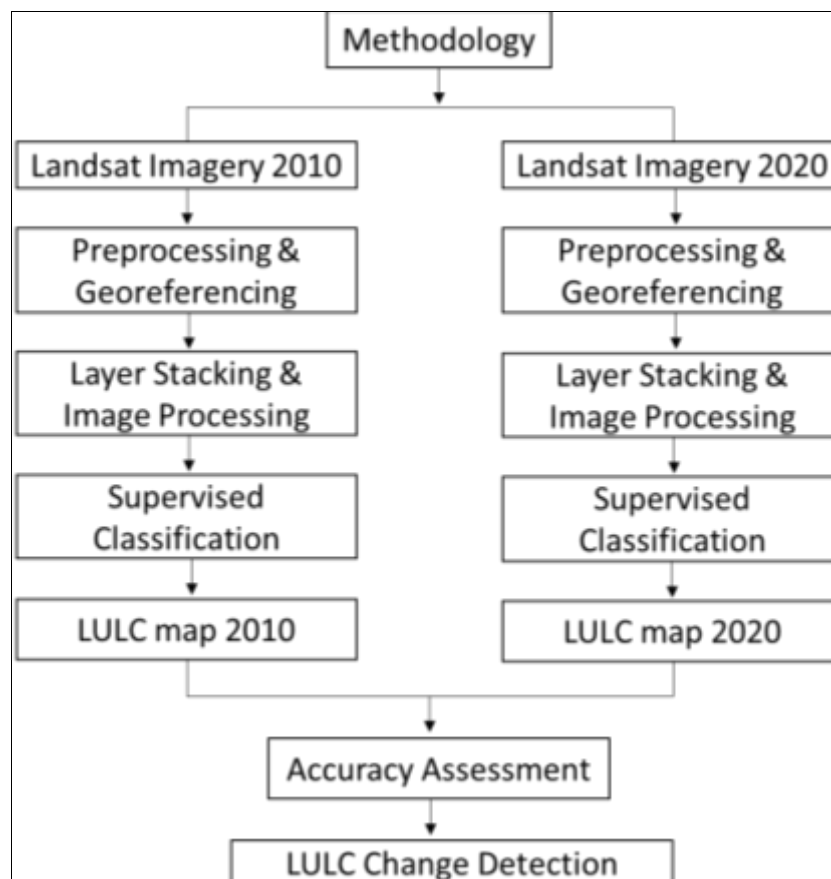 Methodology
Landsat Imagery 2010
Preprocessing &
Georeferencing
Layer Stacking &
Image Processing
Supervised
Classification
LULC map 2010
Landsat Imagery 2020
Preprocessing &
Georeferencing
Layer Stacking &
Image Processing
Supervised
Classification
LULC map 2020
Accuracy Assessment
LULC Change Detection